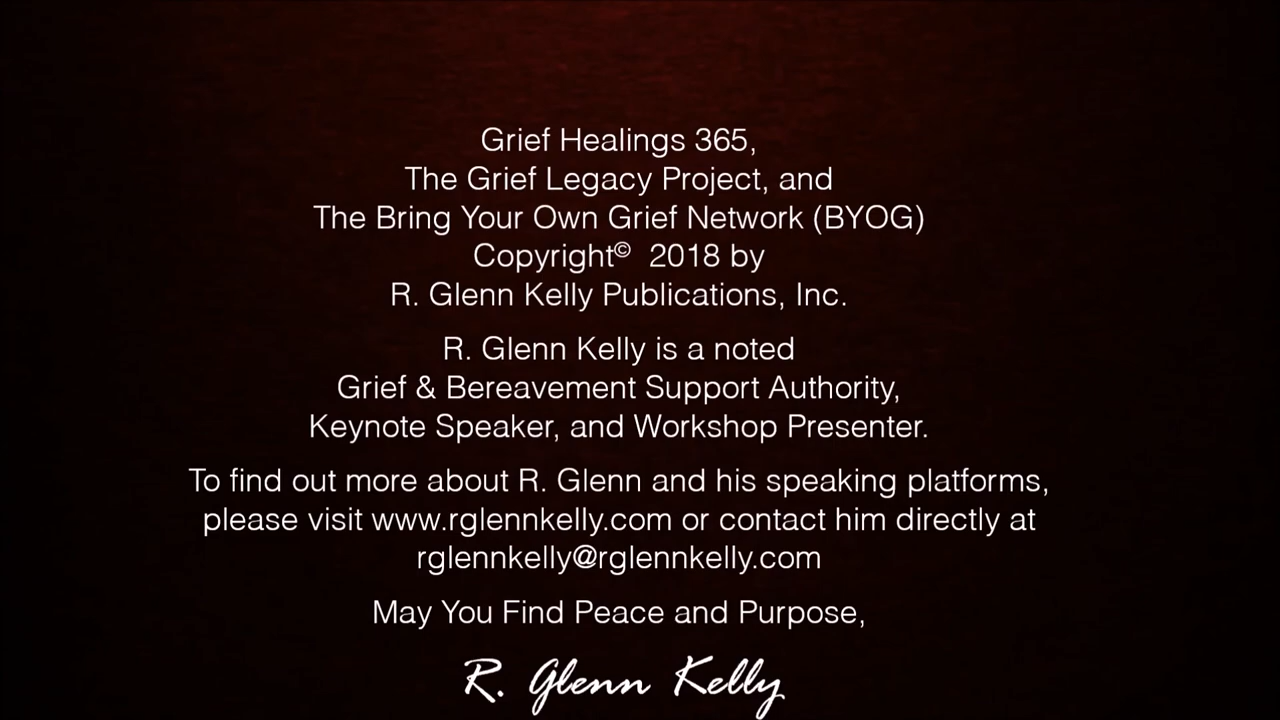 Grief Healings 365,
The Grief Legacy Project, and
The Bring Your Own Grief Network (BYOG)
Copyright© 2018 by
R. Glenn Kelly Publications, Inc.
R. Glenn Kelly is a noted
Grief & Bereavement Support Authority,
Keynote Speaker, and Workshop Presenter.
To find out more about R. Glenn and his speaking platforms,
please visit www.rglennkelly.com or contact him directly at
rglennkelly@rglennkelly.com
May You Find Peace and Purpose,
R. Glenn Kelly